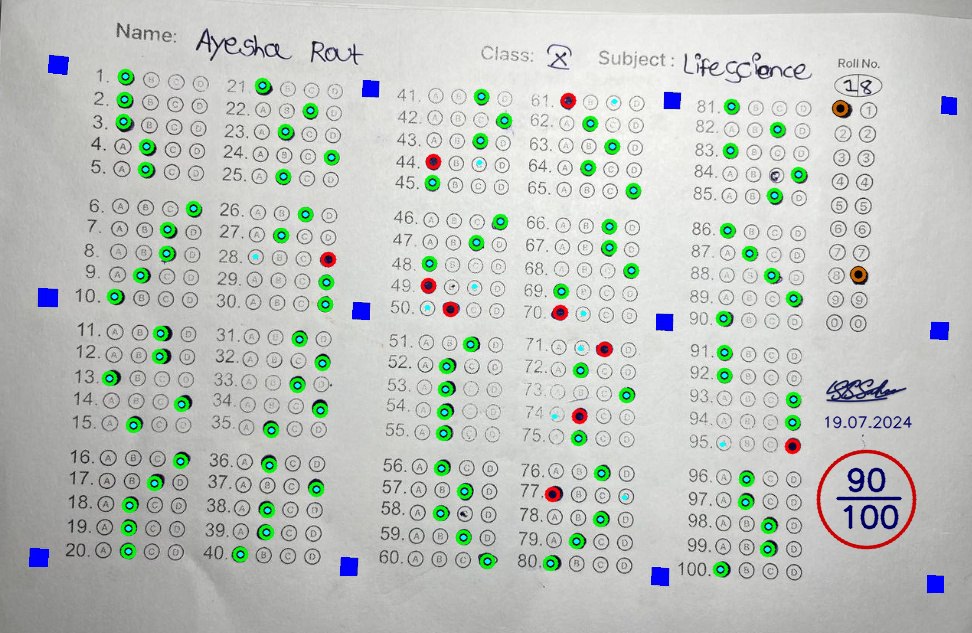 Name: Ayesha Rout
Class: X Subject: Lifescience
1. B C D
2. B C D
3. B C D
4. A C D
5. A C D
6. A B C
7. A B D
8. A B D
9. A C D
10. B C D
11. A B D
12. A B D
13. B C D
14. A B C
15. A C D
16. A B C
17. A B D
18. A C D
19. A C D
20. A C D
21. B C D
22. A B D
23. A C D
24. A B C
25. A C D
26. A B D
27. A C D
28. B C
29. A B C
30. A B C
31. A B D
32. A B C
33. A B D
34. A B C
35. A C D
36. A C D
37. A B C
38. A C D
39. A C D
40. B C D
41. A B D
42. A B C
43. A B D
44. B D
45. B C D
46. A B C
47. A B D
48. B C D
49. B D
50. C D
51. A B D
52. A C D
53. A C D
54. A C D
55. A C D
56. A C D
57. A B D
58. A D
59. A B D
60. A B C
61. B D
62. A C D
63. A B D
64. A C D
65. A B C
66. A B D
67. A B D
68. A B C
69. B C D
70. C D
71. A D
72. A C D
73. A B C
74. C D
75. A C D
76. A B D
77. B C
78. A B D
79. A C D
80. B C D
81. B C D
82. A B D
83. B C D
84. A B
85. A B D
86. B C D
87. A C D
88. A B D
89. A B C
90. B C D
91. B C D
92. B C D
93. A B C
94. A B C
95. B C
96. A C D
97. A C D
98. A B D
99. A B D
100. B C D
Roll No.
18
1
2 2
3 3
4 4
5 5
6 6
7 7
8
9 9
0 0
19.07.2024
90
100